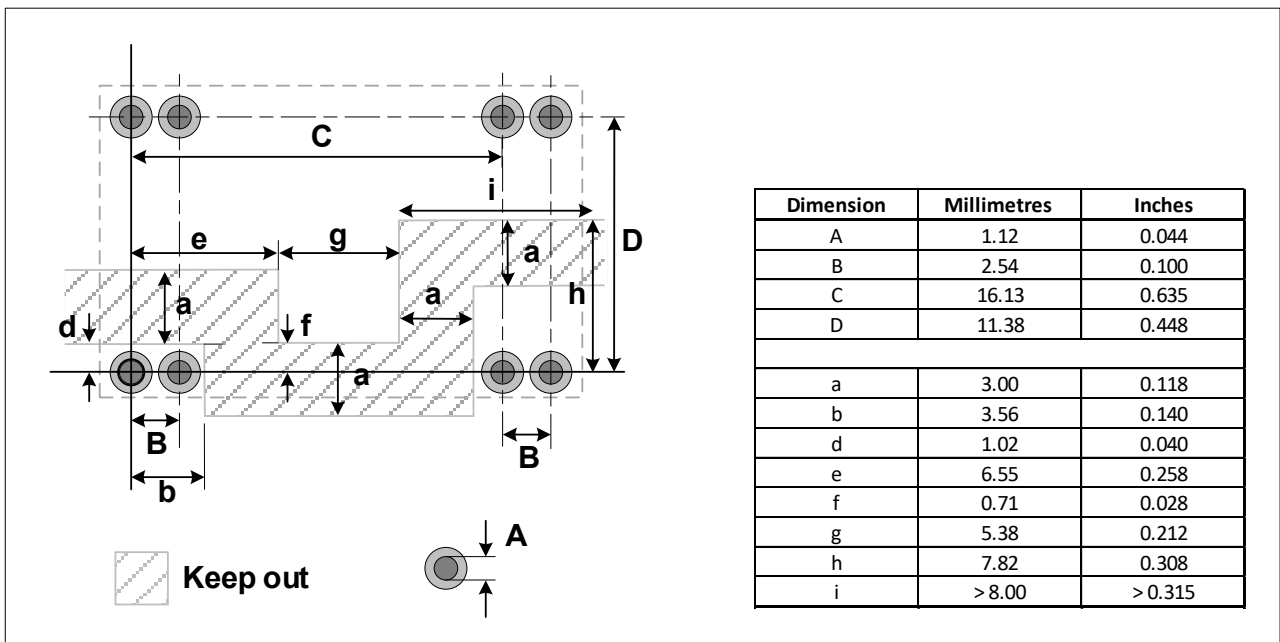 C
i
D
e
g
a
h
a
a
d
f
a
B
B
b
A
Keep out
Dimension Millimetres Inches
A 1.12 0.044
B 2.54 0.100
C 16.13 0.635
D 11.38 0.448
a 3.00 0.118
b 3.56 0.140
d 1.02 0.040
e 6.55 0.258
f 0.71 0.028
g 5.38 0.212
h 7.82 0.308
i > 8.00 > 0.315